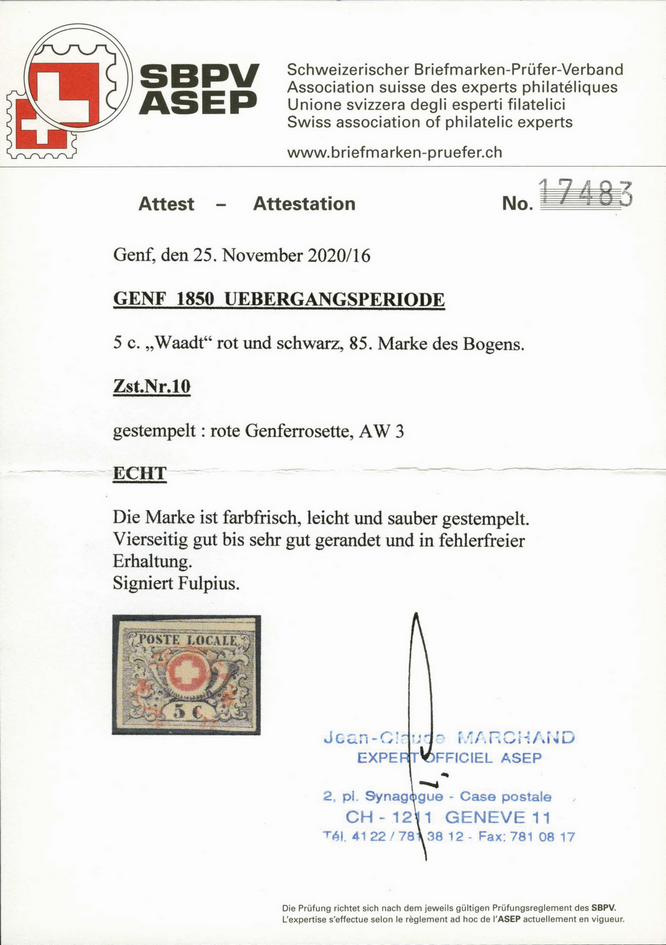 SBPV
ASEP
Schweizerischer Briefmarken-Prüfer-Verband
Association suisse des experts philatéliques
Unione svizzera degli esperti filatelici
Swiss association of philatelic experts
www.briefmarken-pruefer.ch
Attest – Attestation No. 17483
Genf, den 25. November 2020/16
GENF 1850 UEBERGANGSPERIODE
5 c. „Waadt“ rot und schwarz, 85. Marke des Bogens.
Zst.Nr.10
gestempelt : rote Genferrosette, AW 3
ECHT
Die Marke ist farbfrisch, leicht und sauber gestempelt.
Vierseitig gut bis sehr gut gerandet und in fehlerfreier
Erhaltung.
Signiert Fulpius.
POSTE LOCALE
5 c
Jean-Claude MARCHAND
EXPERT OFFICIEL ASEP
2, pl. Synagogue - Case postale
CH - 1211 GENEVE 11
Tél. 41 22 / 781 38 12 - Fax: 781 08 17
Die Prüfung richtet sich nach dem jeweils gültigen Prüfungsreglement des SBPV.
L'expertise s'effectue selon le règlement ad hoc de l'ASEP actuellement en vigueur.